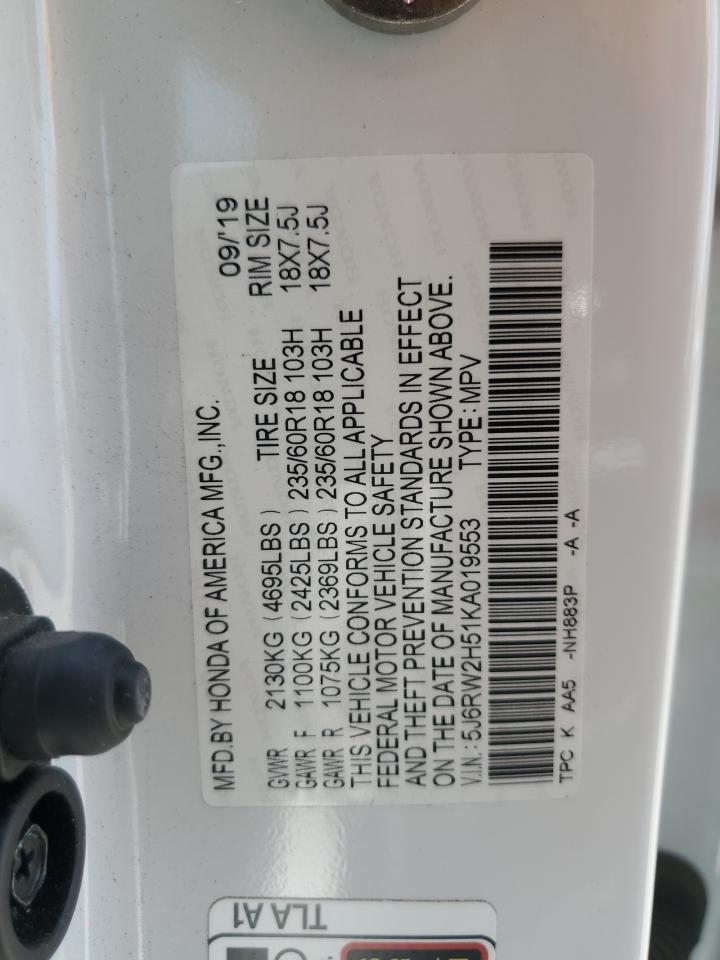 MFD.BY HONDA OF AMERICA MFG.,INC. 09/'19
GVWR 2130KG (4695LBS) TIRE SIZE RIM SIZE
GAWR F 1100KG (2425LBS) 235/60R18 103H 18X7.5J
GAWR R 1075KG (2369LBS) 235/60R18 103H 18X7.5J
THIS VEHICLE CONFORMS TO ALL APPLICABLE
FEDERAL MOTOR VEHICLE SAFETY
AND THEFT PREVENTION STANDARDS IN EFFECT
ON THE DATE OF MANUFACTURE SHOWN ABOVE.
V.I.N.: 5J6RW2H51KA019553 TYPE : MPV
TPC K AA5 -NH883P -A -A
TLA A1